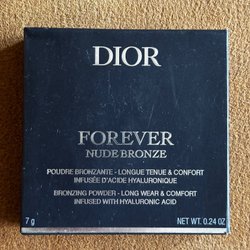 DIOR
FOREVER
NUDE BRONZE
POUDRE BRONZANTE - LONGUE TENUE & CONFORT
INFUSÉE D'ACIDE HYALURONIQUE
BRONZING POWDER - LONG WEAR & COMFORT
INFUSED WITH HYALURONIC ACID
7 g
NET WT. 0.24 OZ